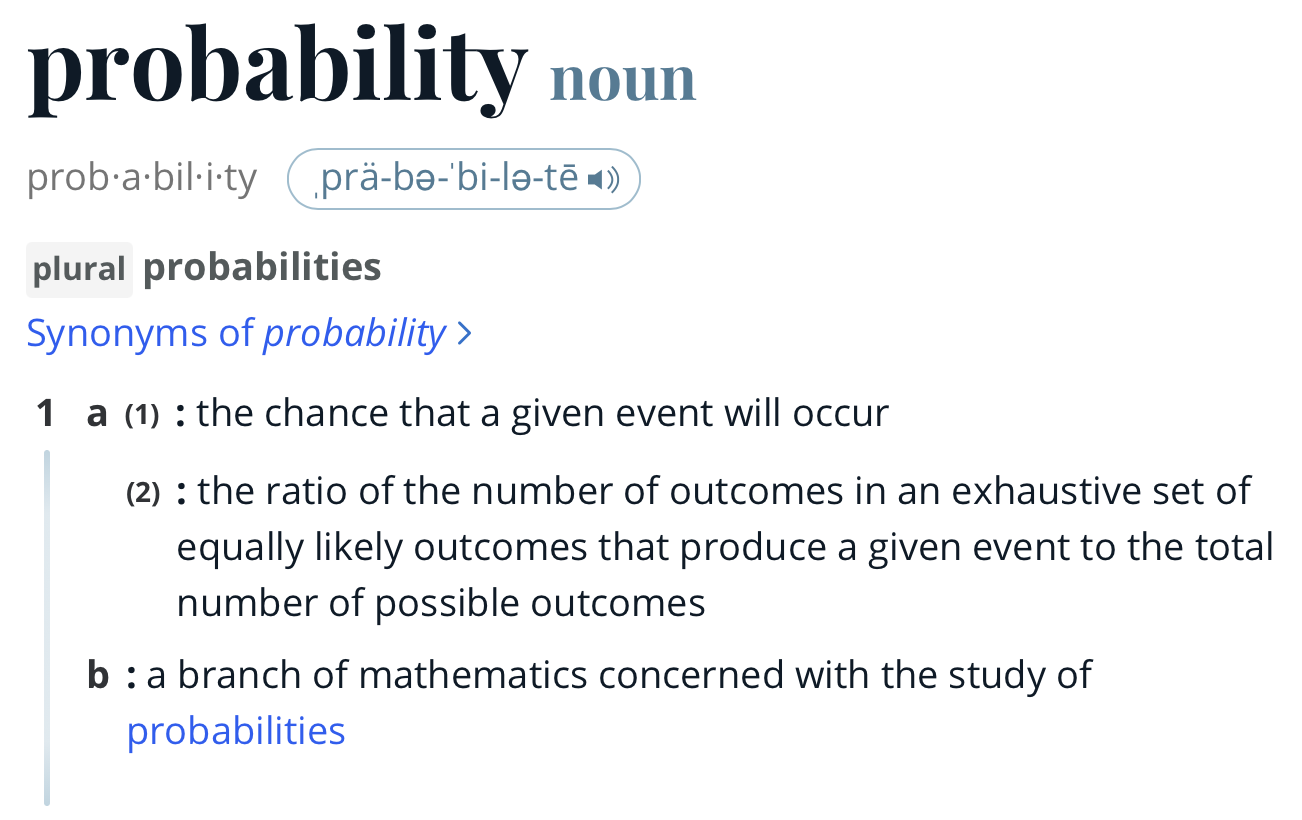 probability noun
prob·a·bil·i·ty ˌprä-bə-ˈbi-lə-tē
plural probabilities
Synonyms of probability
1 a (1) : the chance that a given event will occur
(2) : the ratio of the number of outcomes in an exhaustive set of
equally likely outcomes that produce a given event to the total
number of possible outcomes
b : a branch of mathematics concerned with the study of
probabilities